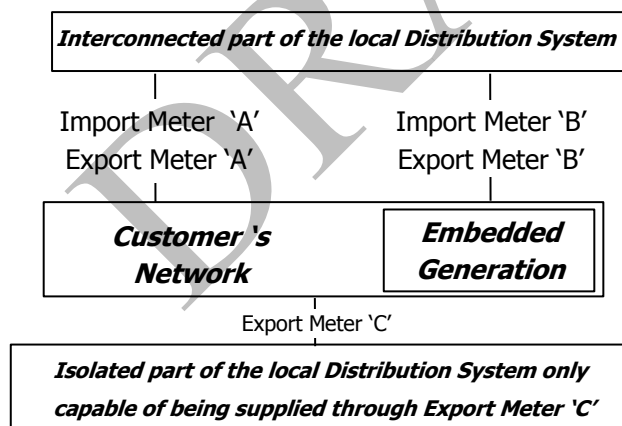 Interconnected part of the local Distribution System
Import Meter ‘A’
Export Meter ‘A’
Import Meter ‘B’
Export Meter ‘B’
Customer ‘s
Network
Embedded
Generation
Export Meter ‘C’
Isolated part of the local Distribution System only
capable of being supplied through Export Meter ‘C’